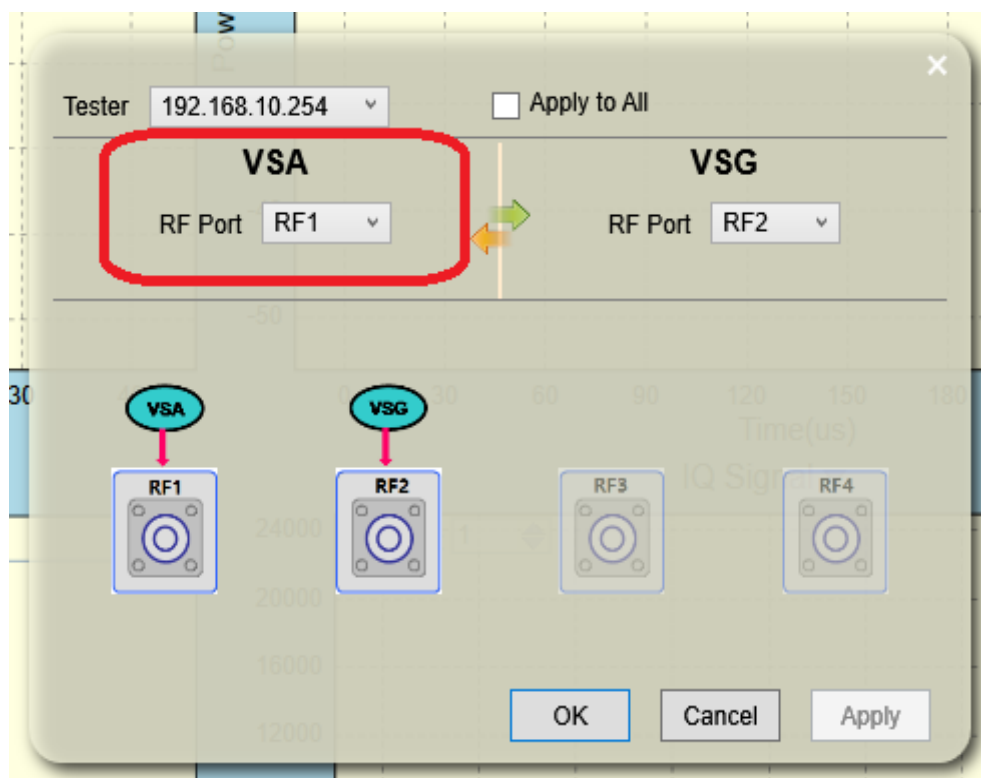 Pow
×
Tester 192.168.10.254 Apply to All
VSA VSG
RF Port RF1 RF Port RF2
-50
30 0 30 60 90 120 150 180
VSA VSG
Time(us)
RF1 RF2 RF3 IQ Signal RF4
24000 1
20000
16000
OK Cancel Apply
12000